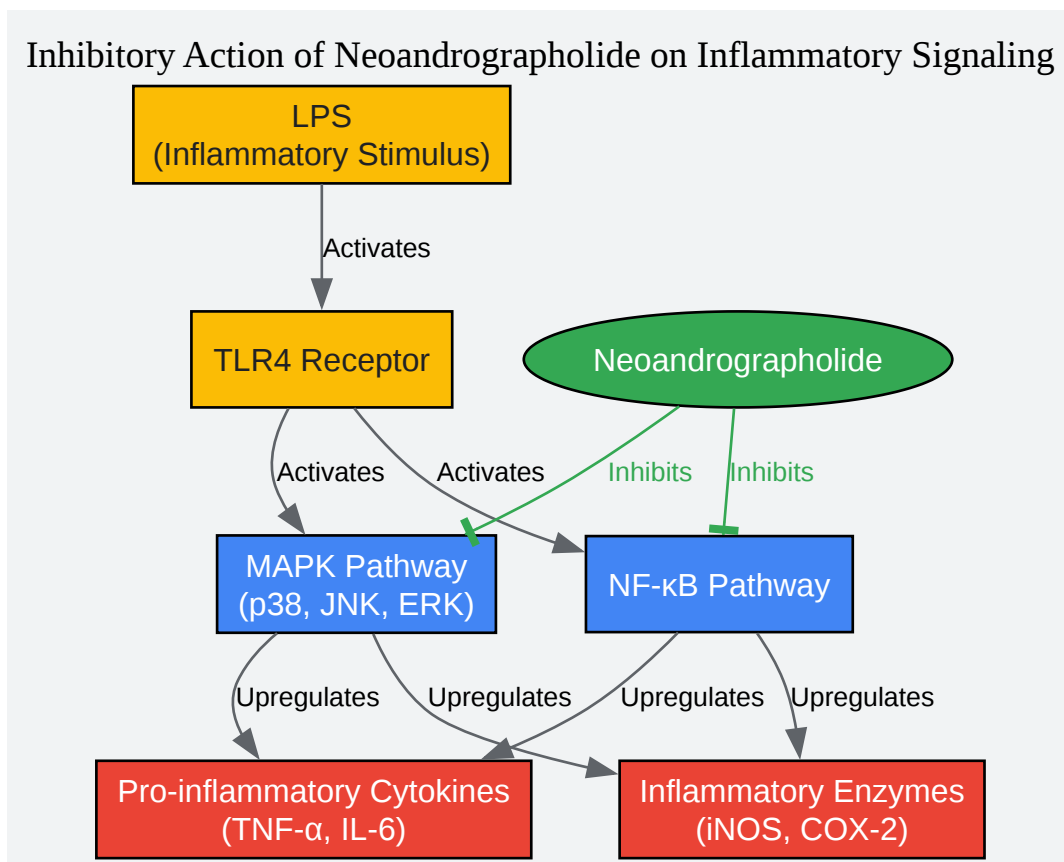 Inhibitory Action of Neoandrographolide on Inflammatory Signaling
LPS
(Inflammatory Stimulus)
Activates
TLR4 Receptor
Neoandrographolide
Activates
Activates
Inhibits
Inhibits
MAPK Pathway
(p38, JNK, ERK)
NF-κB Pathway
Upregulates
Upregulates
Upregulates
Upregulates
Pro-inflammatory Cytokines
(TNF-α, IL-6)
Inflammatory Enzymes
(iNOS, COX-2)